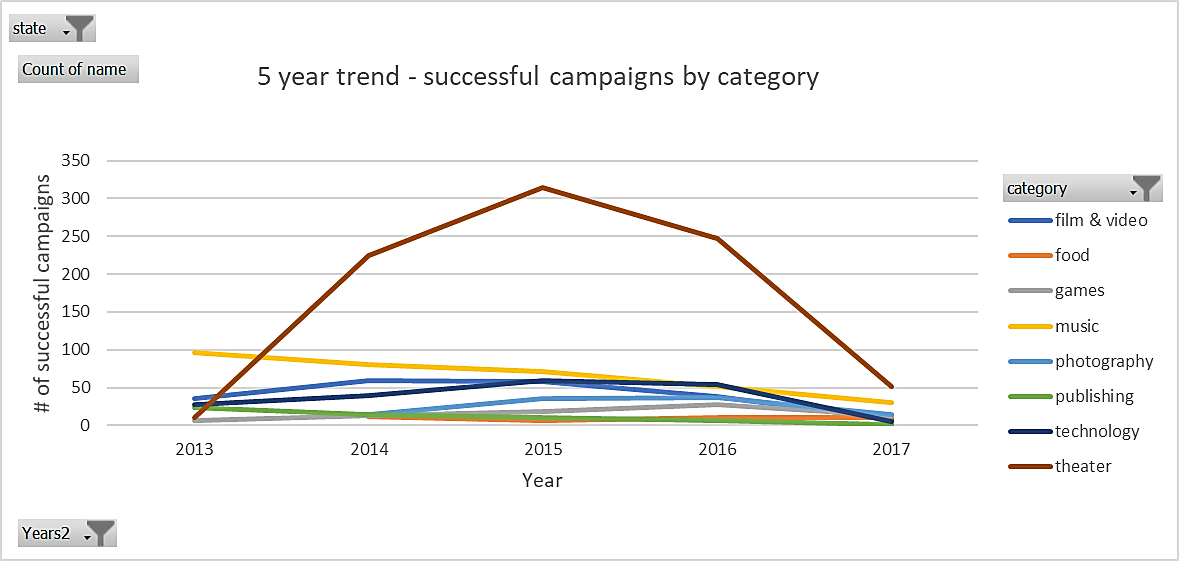 state
Count of name
5 year trend - successful campaigns by category
# of successful campaigns
350
300
250
200
150
100
50
0
2013 2014 2015 2016 2017
Year
category
film & video
food
games
music
photography
publishing
technology
theater
Years2